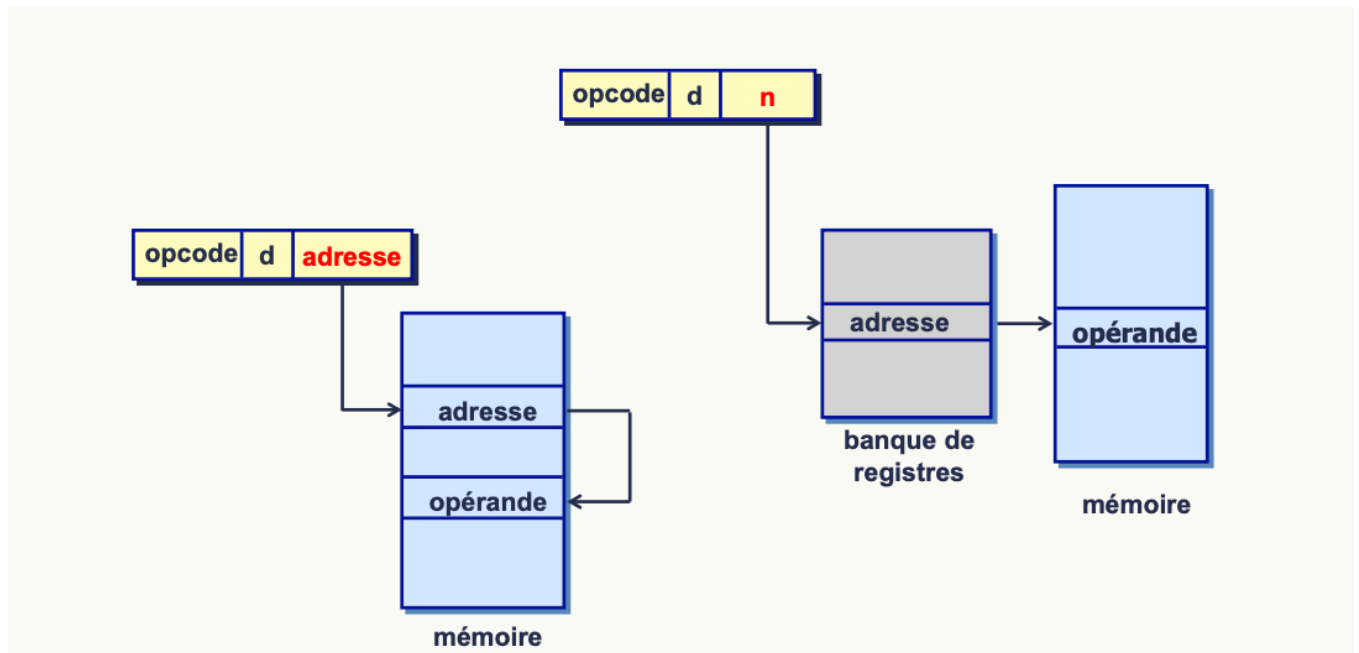 opcode d n
opcode d adresse
adresse
opérande
banque de
registres
mémoire
adresse
opérande
mémoire